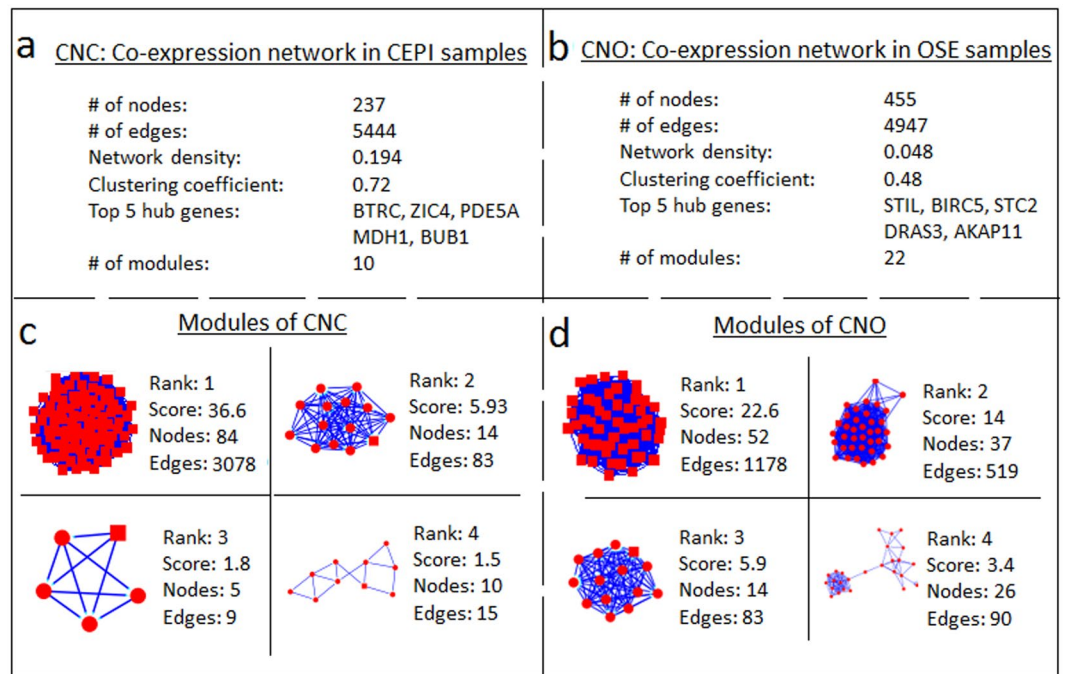 a CNC: Co-expression network in CEPI samples
# of nodes: 237
# of edges: 5444
Network density: 0.194
Clustering coefficient: 0.72
Top 5 hub genes: BTRC, ZIC4, PDE5A
MDH1, BUB1
# of modules: 10
b CNO: Co-expression network in OSE samples
# of nodes: 455
# of edges: 4947
Network density: 0.048
Clustering coefficient: 0.48
Top 5 hub genes: STIL, BIRC5, STC2
DRAS3, AKAP11
# of modules: 22
c Modules of CNC
Rank: 1
Score: 36.6
Nodes: 84
Edges: 3078
Rank: 2
Score: 5.93
Nodes: 14
Edges: 83
Rank: 3
Score: 1.8
Nodes: 5
Edges: 9
Rank: 4
Score: 1.5
Nodes: 10
Edges: 15
d Modules of CNO
Rank: 1
Score: 22.6
Nodes: 52
Edges: 1178
Rank: 2
Score: 14
Nodes: 37
Edges: 519
Rank: 3
Score: 5.9
Nodes: 14
Edges: 83
Rank: 4
Score: 3.4
Nodes: 26
Edges: 90